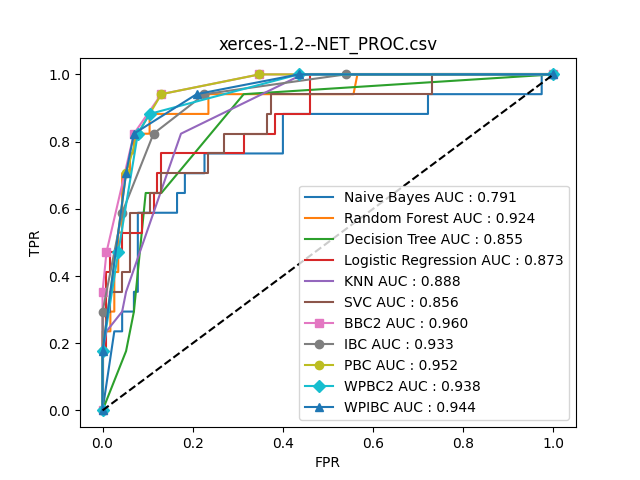 xerces-1.2--NET_PROC.csv
1.0
0.8
0.6
0.4
0.2
0.0
TPR
Naive Bayes AUC : 0.791
Random Forest AUC : 0.924
Decision Tree AUC : 0.855
Logistic Regression AUC : 0.873
KNN AUC : 0.888
SVC AUC : 0.856
BBC2 AUC : 0.960
IBC AUC : 0.933
PBC AUC : 0.952
WPBC2 AUC : 0.938
WPIBC AUC : 0.944
0.0 0.2 0.4 0.6 0.8 1.0
FPR